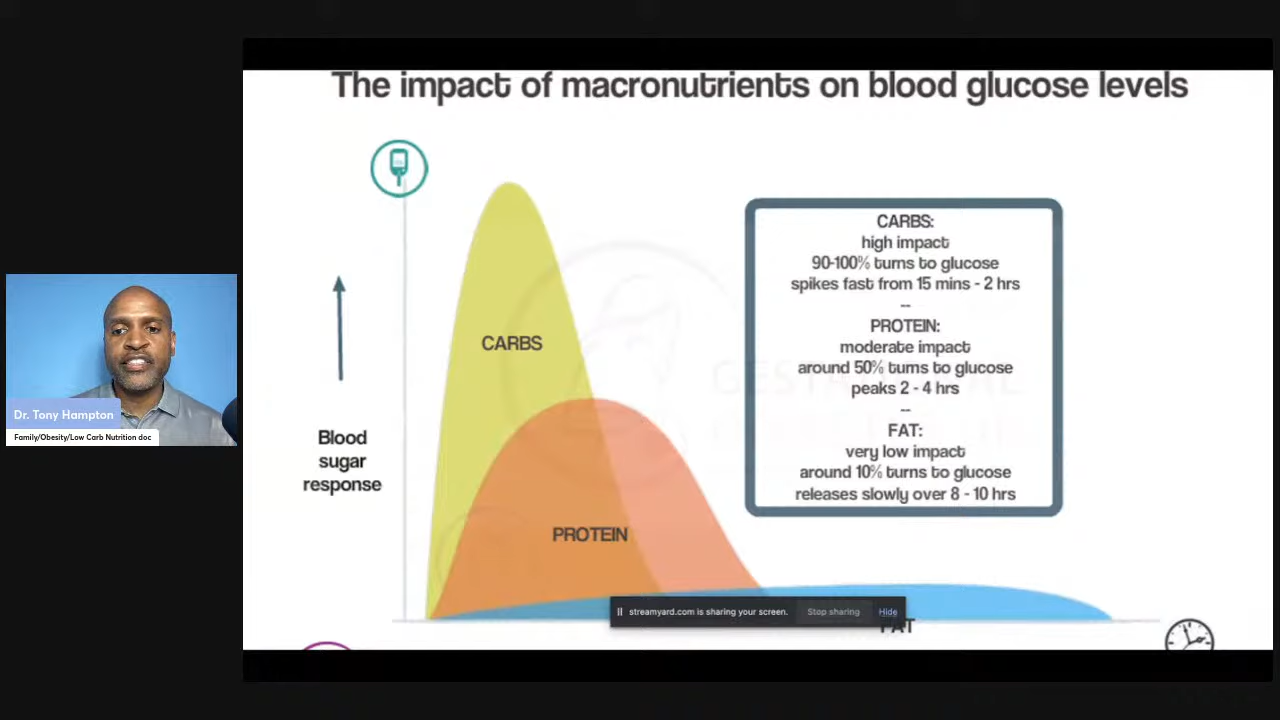 The impact of macronutrients on blood glucose levels
CARBS:
high impact
90-100% turns to glucose
spikes fast from 15 mins - 2 hrs
--
PROTEIN:
moderate impact
around 50% turns to glucose
peaks 2 - 4 hrs
--
FAT:
very low impact
around 10% turns to glucose
releases slowly over 8 - 10 hrs
CARBS
Blood
sugar
response
PROTEIN
FAT
streamyard.com is sharing your screen. Stop sharing Hide
Dr. Tony Hampton
Family/Obesity/Low Carb Nutrition doc